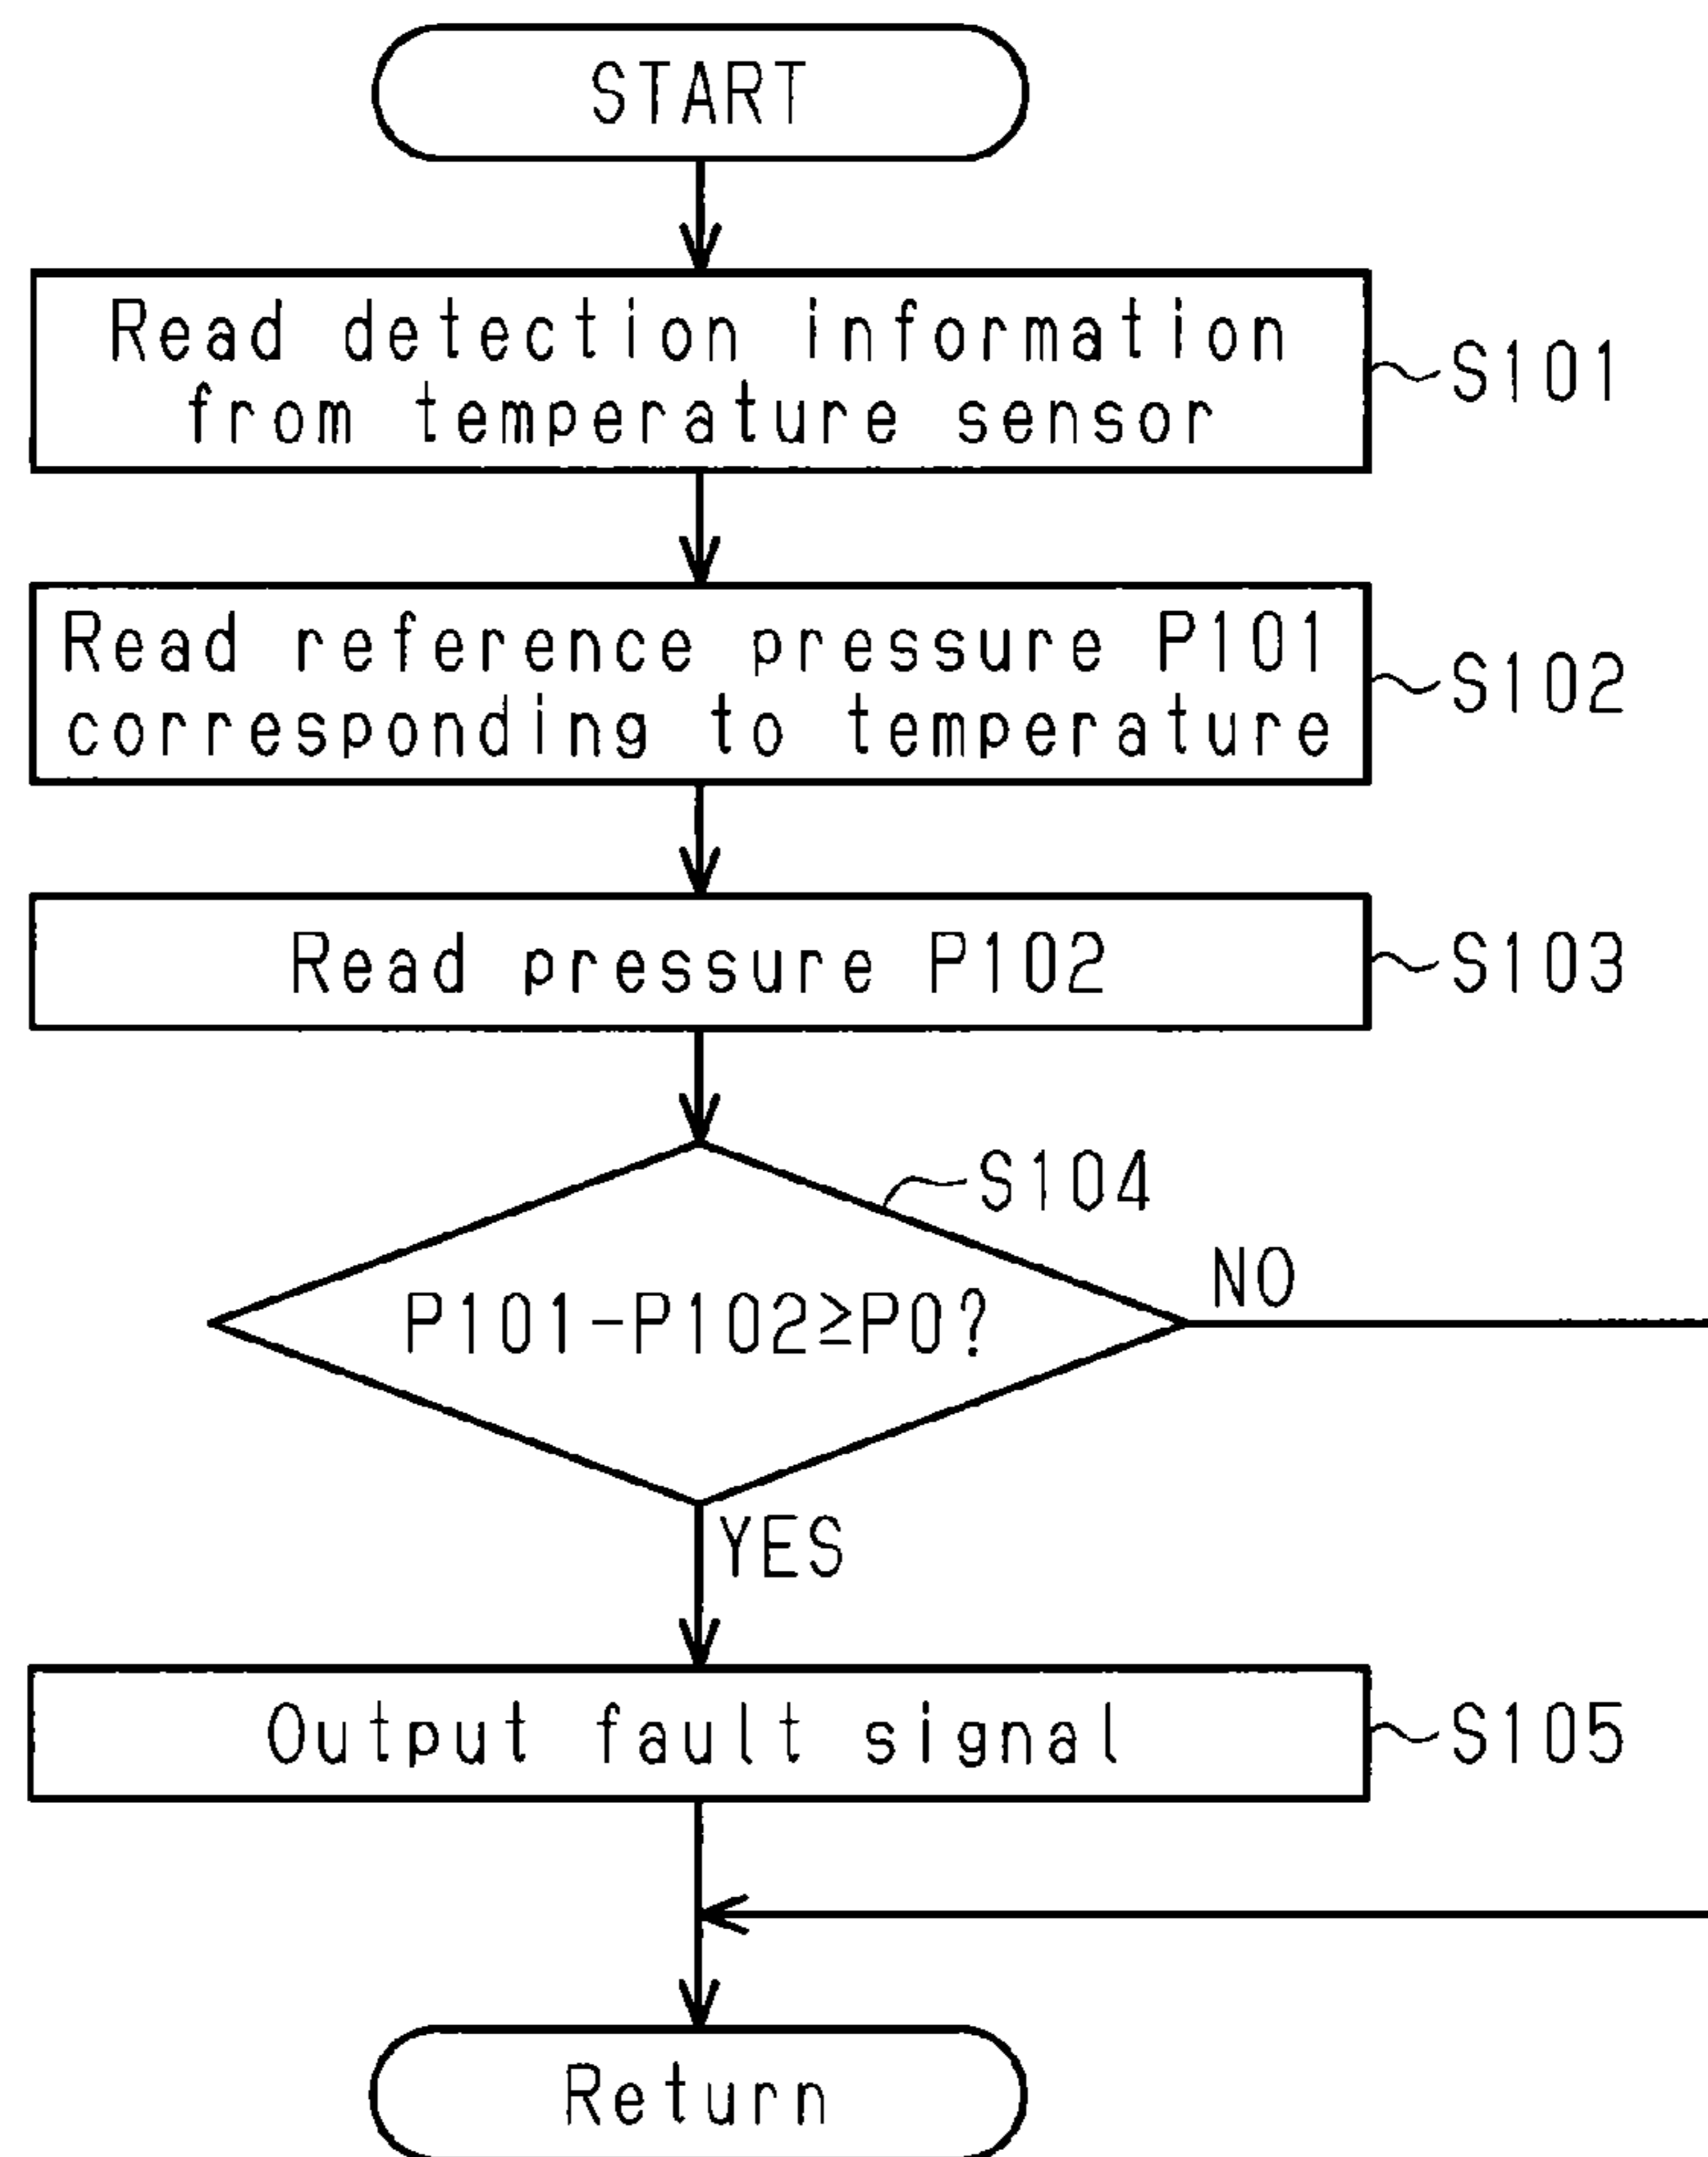 START
Read detection information
from temperature sensor
S101
Read reference pressure P101
corresponding to temperature
S102
Read pressure P102
S103
S104
P101-P102≥P0?
NO
YES
Output fault signal
S105
Return